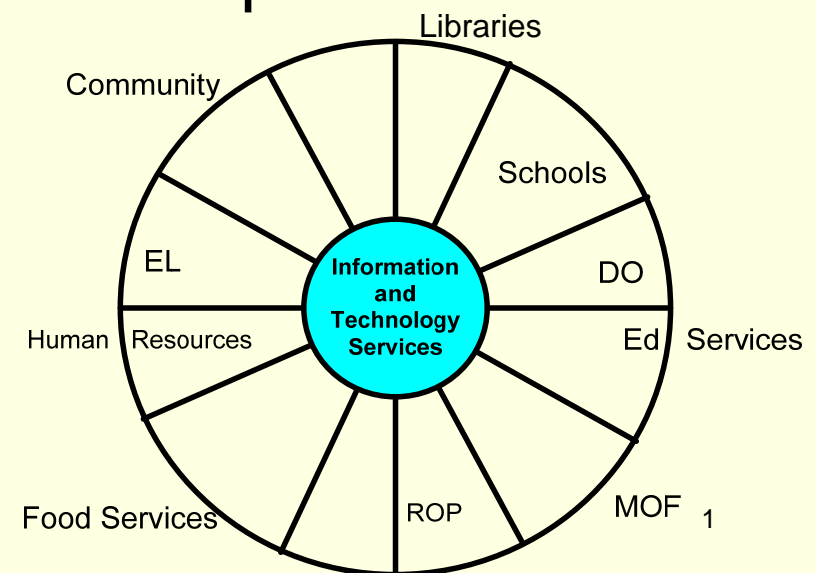 Libraries
Community
Schools
EL
Information
and
Technology
Services
DO
Human Resources
Ed Services
Food Services
ROP
MOF
1